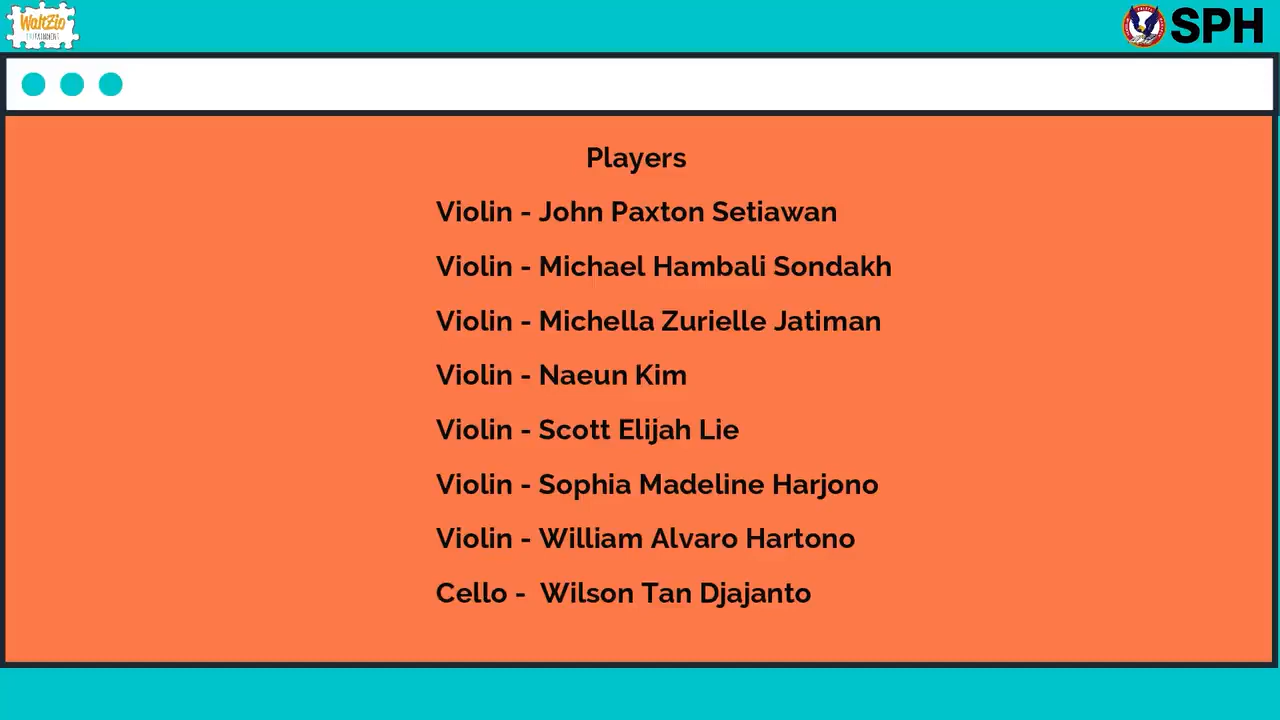 WaltZio
SPH
Players
Violin - John Paxton Setiawan
Violin - Michael Hambali Sondakh
Violin - Michella Zurielle Jatiman
Violin - Naeun Kim
Violin - Scott Elijah Lie
Violin - Sophia Madeline Harjono
Violin - William Alvaro Hartono
Cello - Wilson Tan Djajanto